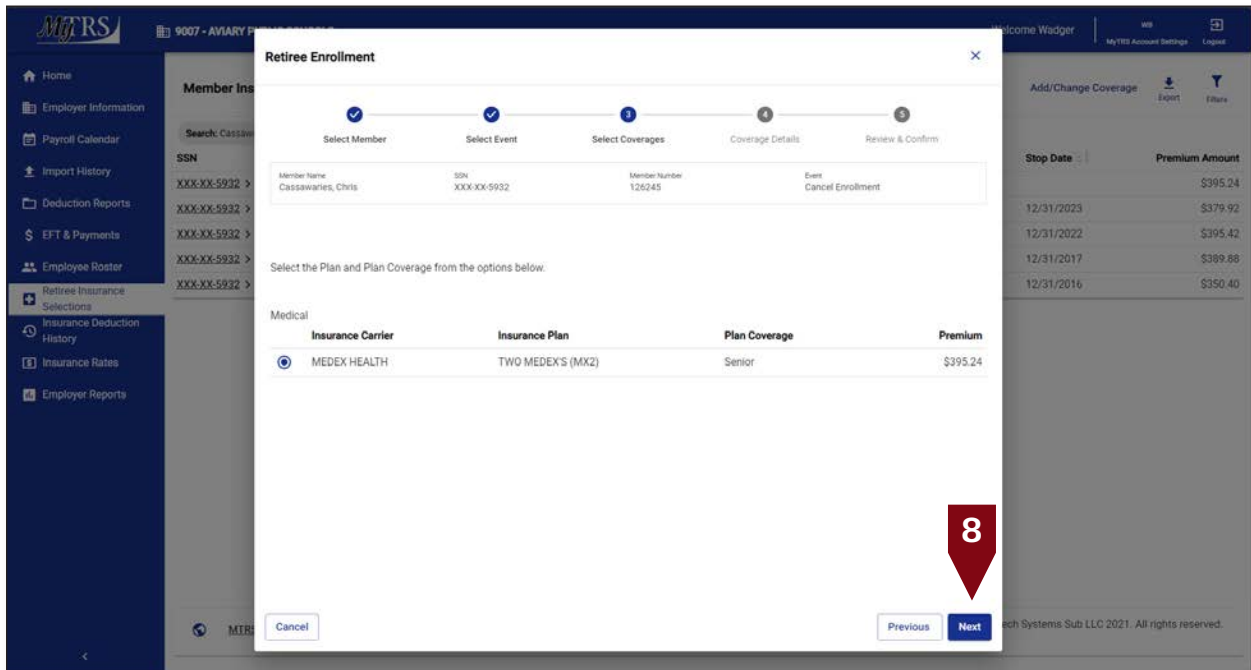 MyTRS
9007 - AVIARY P
elcome Wadger
WB
MyTRS Account Settings
Logout
Home
Employer Information
Payroll Calendar
Import History
Deduction Reports
EFT & Payments
Employee Roster
Retiree Insurance
Selections
Insurance Deduction
History
Insurance Rates
Employer Reports
Member Ins
Add/Change Coverage
Export
Filters
Search: Cassaw
SSN
Stop Date
Premium Amount
XXX-XX-5932 >
$395.24
XXX-XX-5932 >
12/31/2023
$379.92
XXX-XX-5932 >
12/31/2022
$395.42
XXX-XX-5932 >
12/31/2017
$389.88
XXX-XX-5932 >
12/31/2016
$350.40
Retiree Enrollment
Select Member
Select Event
3
Select Coverages
4
Coverage Details
5
Review & Confirm
Member Name
Cassawaries, Chris
SSN
XXX-XX-5932
Member Number
126245
Event
Cancel Enrollment
Select the Plan and Plan Coverage from the options below.
Medical
Insurance Carrier Insurance Plan Plan Coverage Premium
MEDEX HEALTH TWO MEDEX'S (MX2) Senior $395.24
8
Cancel
Previous
Next
MTRS
ech Systems Sub LLC 2021. All rights reserved.